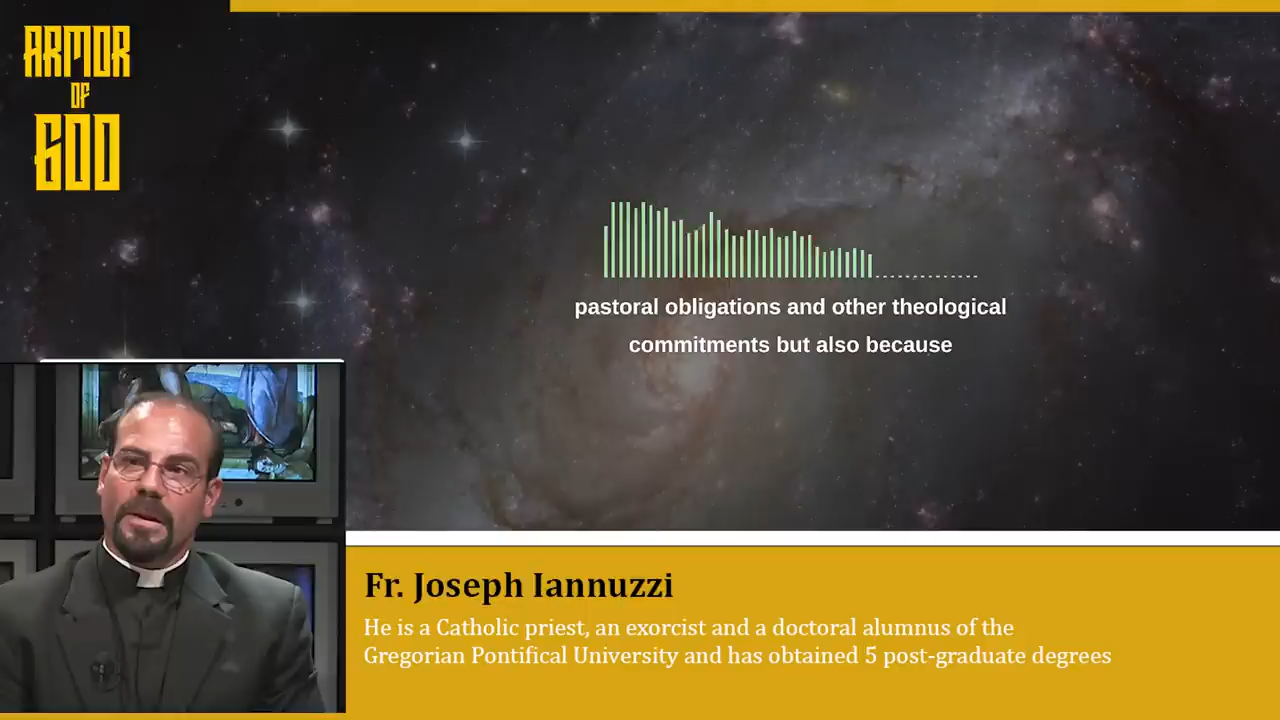 ARMOR
OF
GOD
pastoral obligations and other theological
commitments but also because
Fr. Joseph Iannuzzi
He is a Catholic priest, an exorcist and a doctoral alumnus of the
Gregorian Pontifical University and has obtained 5 post-graduate degrees